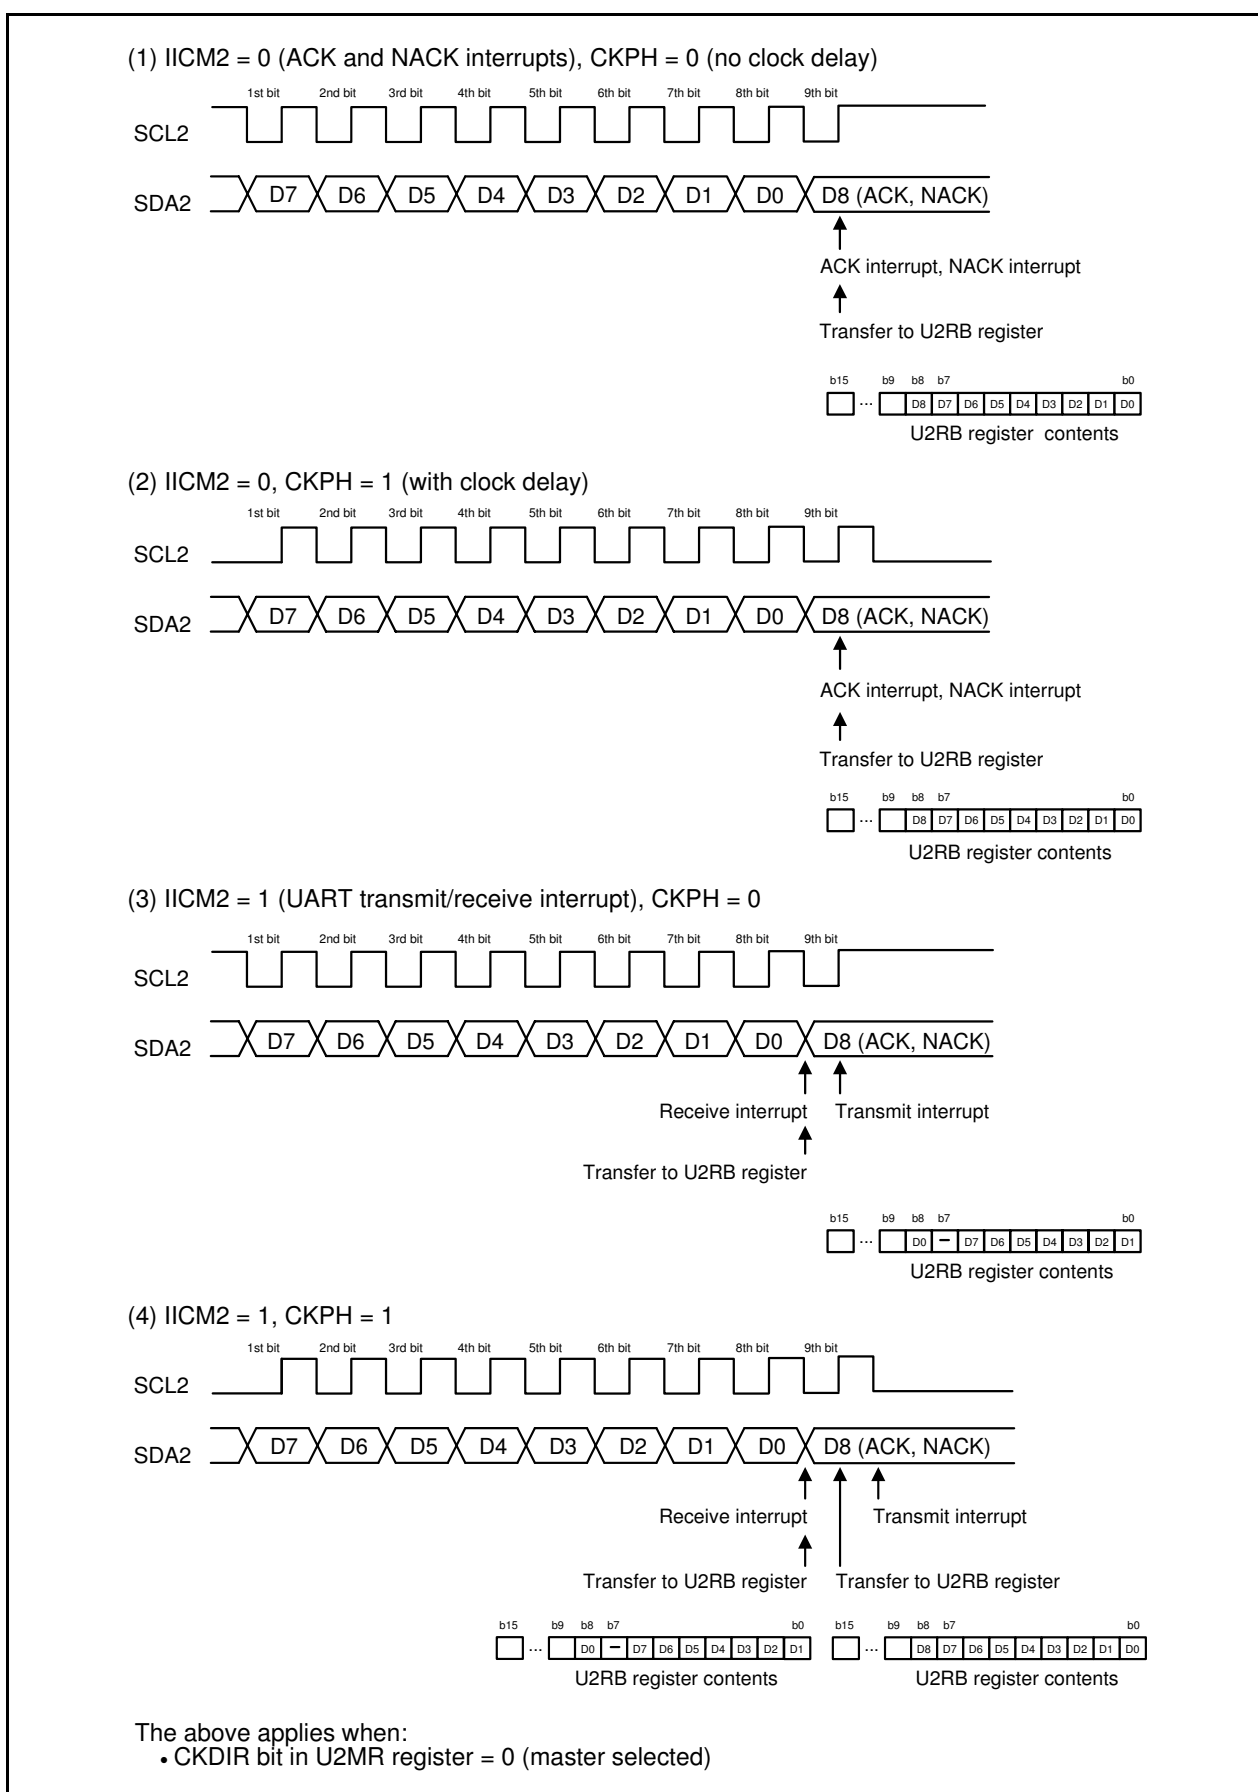 (1) IICM2 = 0 (ACK and NACK interrupts), CKPH = 0 (no clock delay)
1st bit 2nd bit 3rd bit 4th bit 5th bit 6th bit 7th bit 8th bit 9th bit
SCL2
SDA2 D7 D6 D5 D4 D3 D2 D1 D0 D8 (ACK, NACK)
ACK interrupt, NACK interrupt
Transfer to U2RB register
b15 b9 b8 b7 b0
... D8 D7 D6 D5 D4 D3 D2 D1 D0
U2RB register contents
(2) IICM2 = 0, CKPH = 1 (with clock delay)
1st bit 2nd bit 3rd bit 4th bit 5th bit 6th bit 7th bit 8th bit 9th bit
SCL2
SDA2 D7 D6 D5 D4 D3 D2 D1 D0 D8 (ACK, NACK)
ACK interrupt, NACK interrupt
Transfer to U2RB register
b15 b9 b8 b7 b0
... D8 D7 D6 D5 D4 D3 D2 D1 D0
U2RB register contents
(3) IICM2 = 1 (UART transmit/receive interrupt), CKPH = 0
1st bit 2nd bit 3rd bit 4th bit 5th bit 6th bit 7th bit 8th bit 9th bit
SCL2
SDA2 D7 D6 D5 D4 D3 D2 D1 D0 D8 (ACK, NACK)
Receive interrupt Transmit interrupt
Transfer to U2RB register
b15 b9 b8 b7 b0
... D0 – D7 D6 D5 D4 D3 D2 D1
U2RB register contents
(4) IICM2 = 1, CKPH = 1
1st bit 2nd bit 3rd bit 4th bit 5th bit 6th bit 7th bit 8th bit 9th bit
SCL2
SDA2 D7 D6 D5 D4 D3 D2 D1 D0 D8 (ACK, NACK)
Receive interrupt Transmit interrupt
Transfer to U2RB register Transfer to U2RB register
b15 b9 b8 b7 b0 b15 b9 b8 b7 b0
... D0 – D7 D6 D5 D4 D3 D2 D1 ... D8 D7 D6 D5 D4 D3 D2 D1 D0
U2RB register contents U2RB register contents
The above applies when:
• CKDIR bit in U2MR register = 0 (master selected)